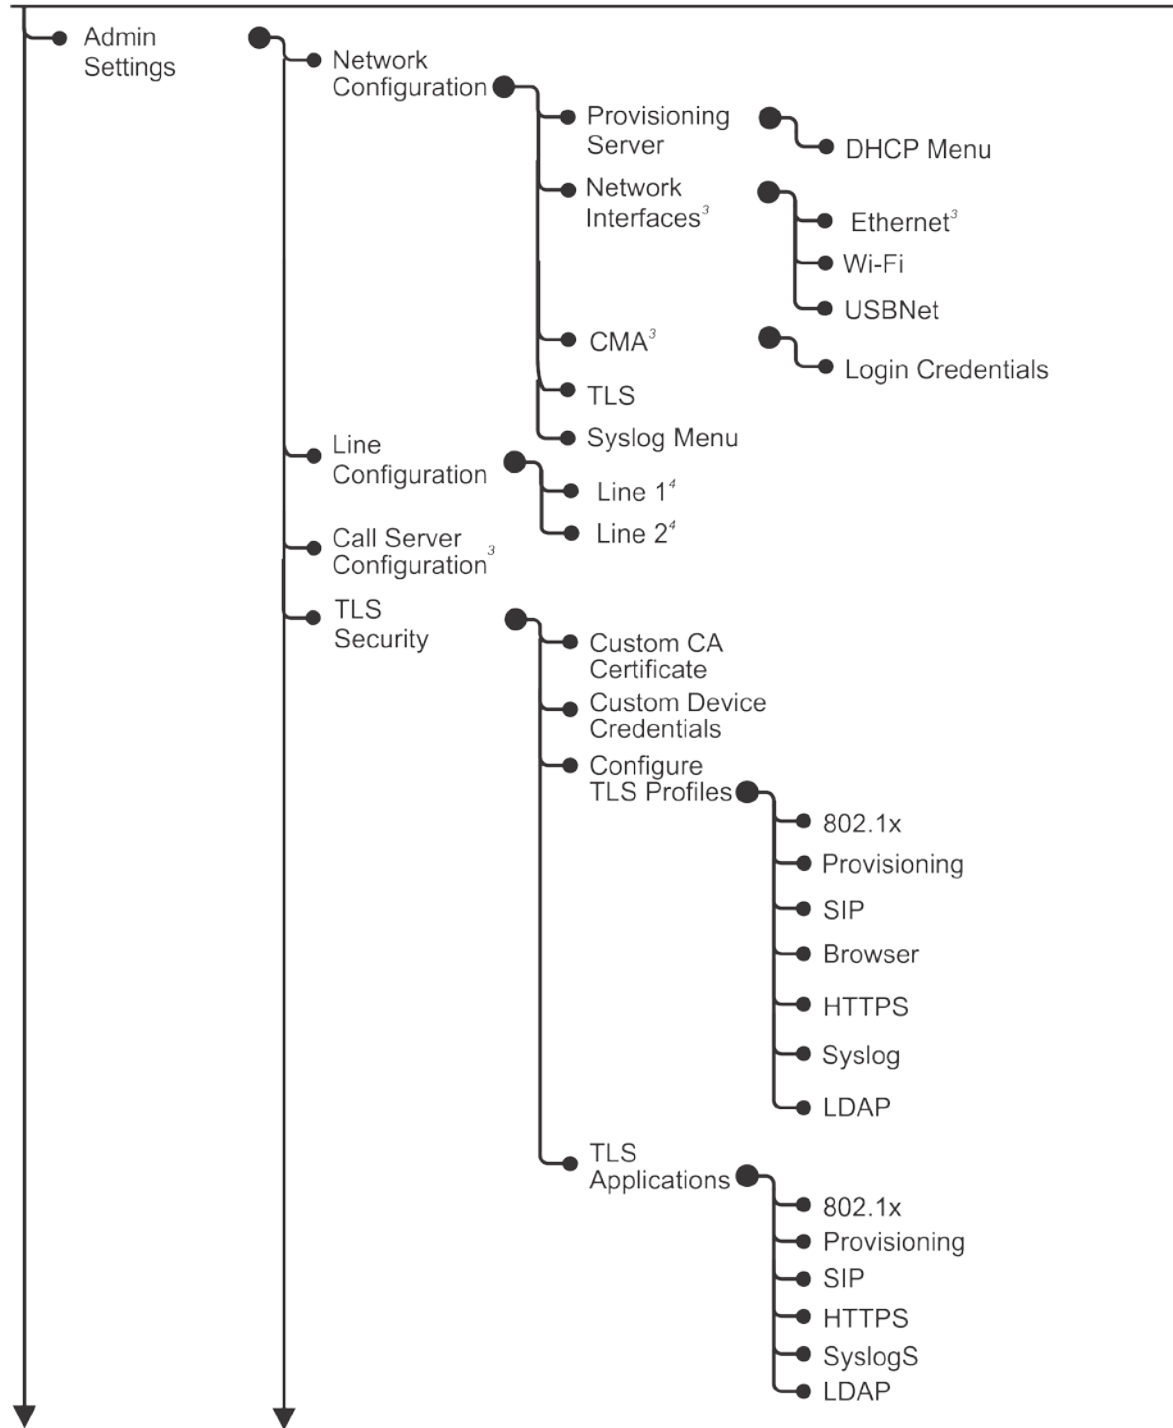 Admin
Settings
Network
Configuration
Provisioning
Server
DHCP Menu
Network
Interfaces³
Ethernet³
Wi-Fi
USBNet
CMA³
Login Credentials
TLS
Syslog Menu
Line
Configuration
Line 1⁴
Line 2⁴
Call Server
Configuration³
TLS
Security
Custom CA
Certificate
Custom Device
Credentials
Configure
TLS Profiles
802.1x
Provisioning
SIP
Browser
HTTPS
Syslog
LDAP
TLS
Applications
802.1x
Provisioning
SIP
HTTPS
SyslogS
LDAP